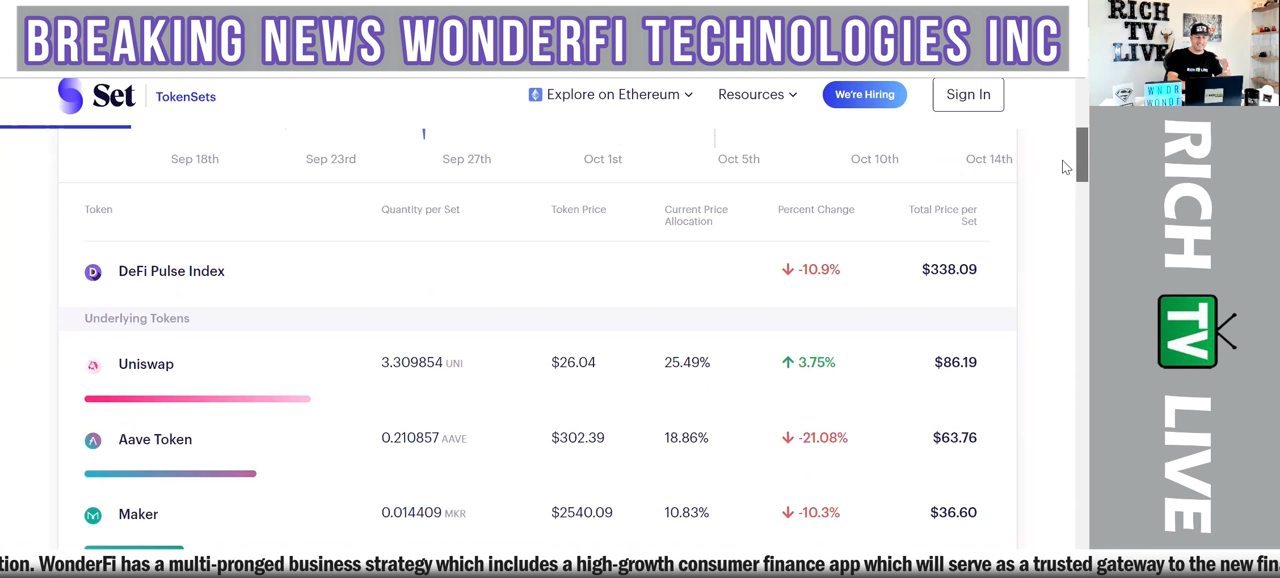 BREAKING NEWS WONDERFI TECHNOLOGIES INC
RICH
TV
LIVE
WNDR
WONDE
Set TokenSets
Explore on Ethereum Resources We're Hiring Sign In
Sep 18th Sep 23rd Sep 27th Oct 1st Oct 5th Oct 10th Oct 14th
Token Quantity per Set Token Price Current Price Allocation Percent Change Total Price per Set
DeFi Pulse Index -10.9% $338.09
Underlying Tokens
Uniswap 3.309854 UNI $26.04 25.49% 3.75% $86.19
Aave Token 0.210857 AAVE $302.39 18.86% -21.08% $63.76
Maker 0.014409 MKR $2540.09 10.83% -10.3% $36.60
RICH TV LIVE
tion. WonderFi has a multi-pronged business strategy which includes a high-growth consumer finance app which will serve as a trusted gateway to the new fin